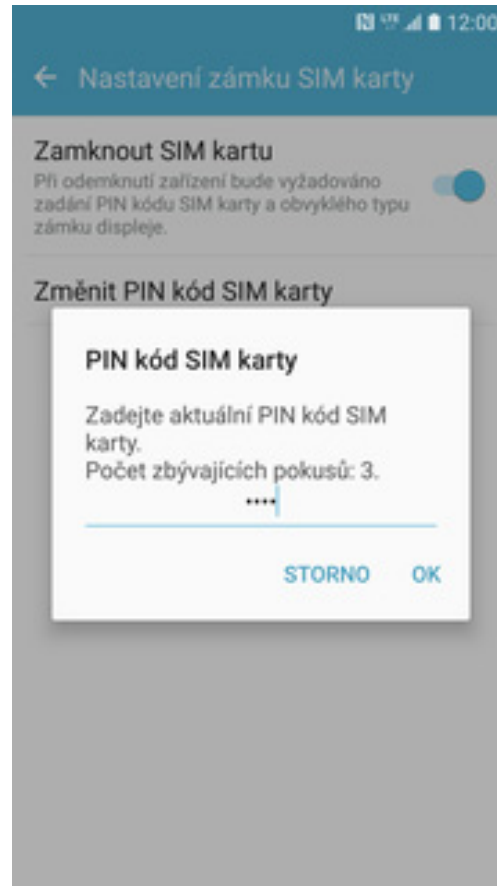 12:00
Nastavení zámku SIM karty
Zamknout SIM kartu
Při odemknutí zařízení bude vyžadováno
zadání PIN kódu SIM karty a obvyklého typu
zámku displeje.
Změnit PIN kód SIM karty
PIN kód SIM karty
Zadejte aktuální PIN kód SIM
karty.
Počet zbývajících pokusů: 3.
••••
STORNO OK